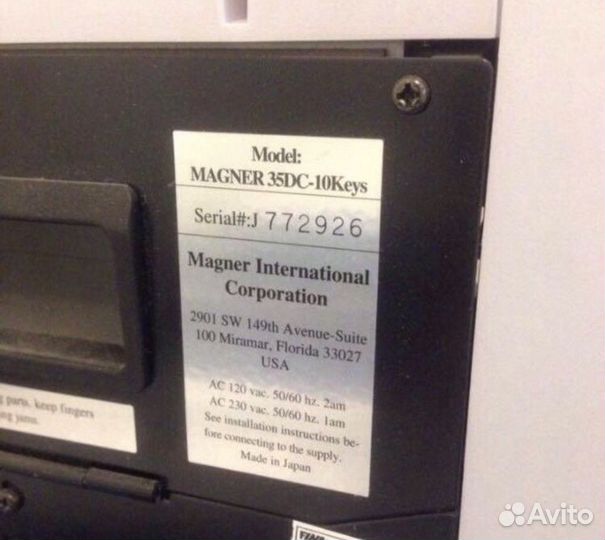 Model:
MAGNER 35DC-10Keys
Serial#:J 772926
Magner International
Corporation
2901 SW 149th Avenue-Suite
100 Miramar, Florida 33027
USA
AC 120 vac. 50/60 hz. 2am
AC 230 vac. 50/60 hz. 1am
See installation instructions be-
fore connecting to the supply.
Made in Japan
parts, keep fingers
jams.
Avito